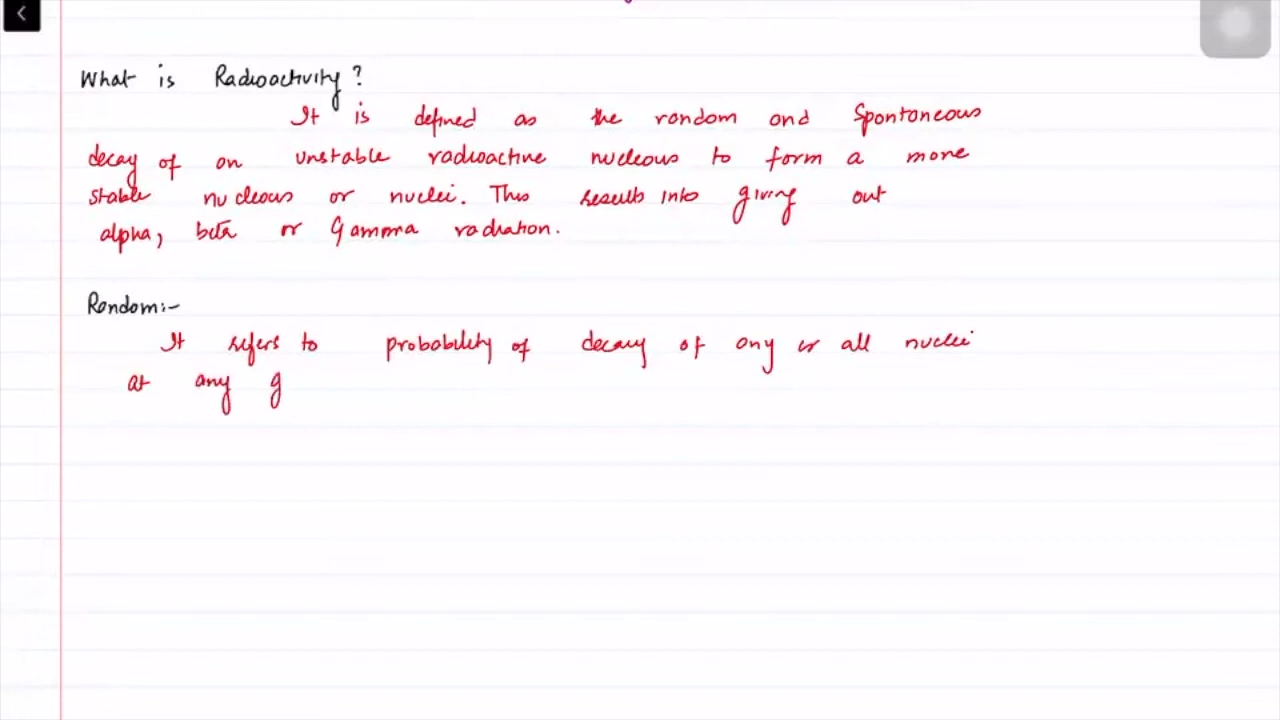 What is Radioactivity?
It is defined as the random and Spontoneous
decay of an unstable radioactive nucleous to form a more
stable nucleous or nuclei. This results into giving out
alpha, beta or Gamma radiation.
Random:-
It refers to probability of decay of any or all nuclei
at any g